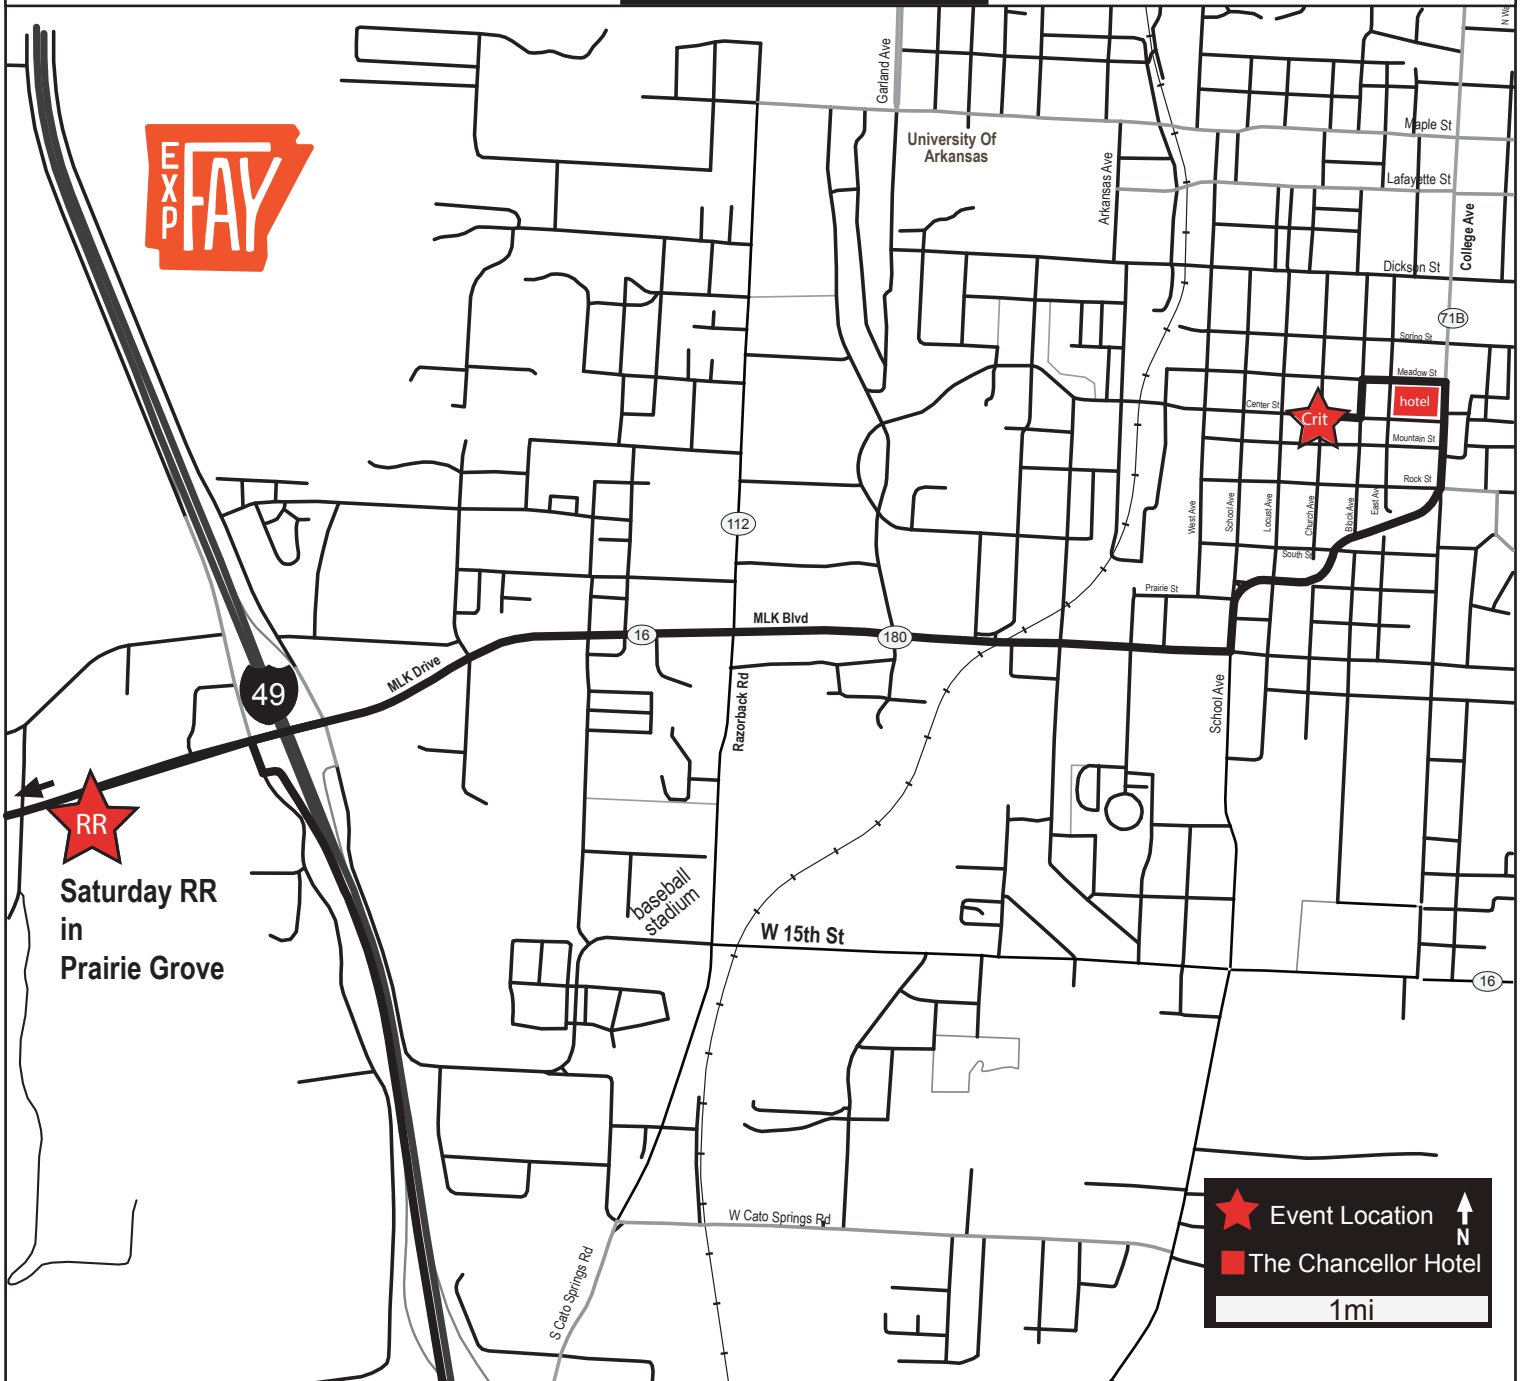 Garland Ave
N Wa
Maple St
University Of
Arkansas
EXP
FAY
Arkansas Ave
Lafayette St
College Ave
Dickson St
71B
Spring St
Meadow St
hotel
Center St
Crit
Mountain St
Rock St
West Ave
School Ave
Locust Ave
Church Ave
Block Ave
East Av
112
South St
Prairie St
MLK Blvd
16
180
MLK Drive
49
Razorback Rd
School Ave
RR
Saturday RR
in
Prairie Grove
baseball
stadium
W 15th St
16
W Cato Springs Rd
S Cato Springs Rd
Event Location
N
The Chancellor Hotel
1mi